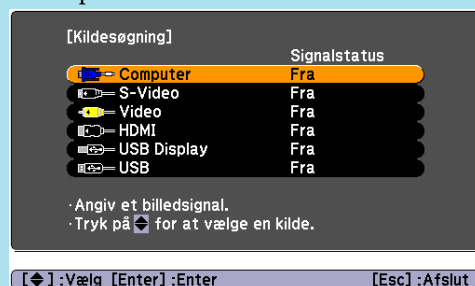 [Kildesøgning]
Signalstatus
Computer Fra
S-Video Fra
Video Fra
HDMI Fra
USB Display Fra
USB Fra
·Angiv et billedsignal.
·Tryk på for at vælge en kilde.
[ ] :Vælg [Enter] :Enter [Esc] :Afslut